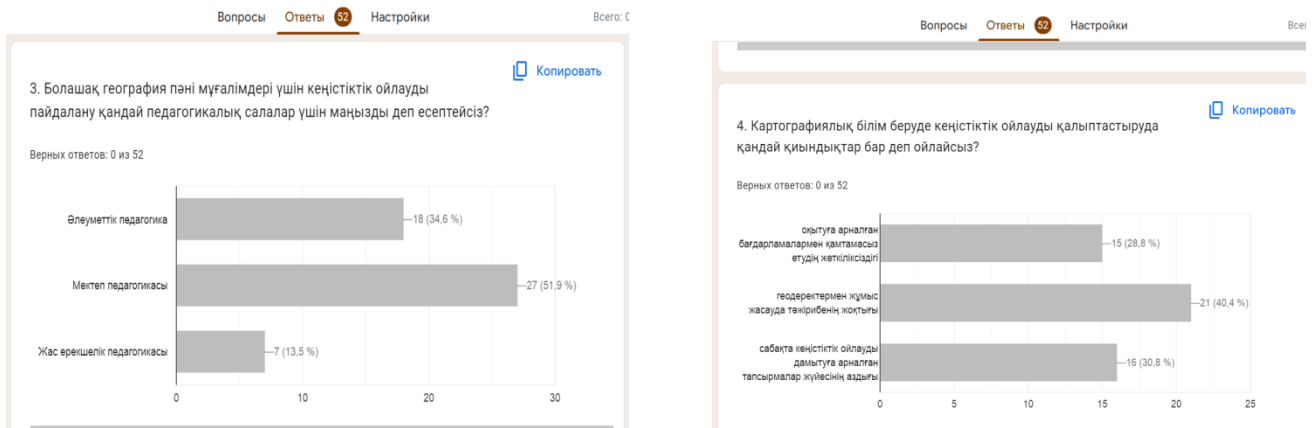 Вопросы Ответы 52 Настройки
Всего: 0
Копировать
3. Болашақ география пәні мұғалімдері үшін кеңістіктік ойлауды
пайдалану қандай педагогикалық салалар үшін маңызды деп есептейсіз?
Верных ответов: 0 из 52
Әлеуметтік педагогика
18 (34,6 %)
Мектеп педагогикасы
27 (51,9 %)
Жас ерекшелік педагогикасы
7 (13,5 %)
0 10 20 30
Вопросы Ответы 52 Настройки
Всег
Копировать
4. Картографиялық білім беруде кеңістіктік ойлауды қалыптастыруда
қандай қиындықтар бар деп ойлайсыз?
Верных ответов: 0 из 52
оқытуға арналған
бағдарламалармен қамтамасыз
етудің жеткіліксіздігі
15 (28,8 %)
геодеректермен жұмыс
жасауда тәжірибенің жоқтығы
21 (40,4 %)
сабақта кеңістіктік ойлауды
дамытуға арналған
тапсырмалар жүйесінің аздығы
16 (30,8 %)
0 5 10 15 20 25